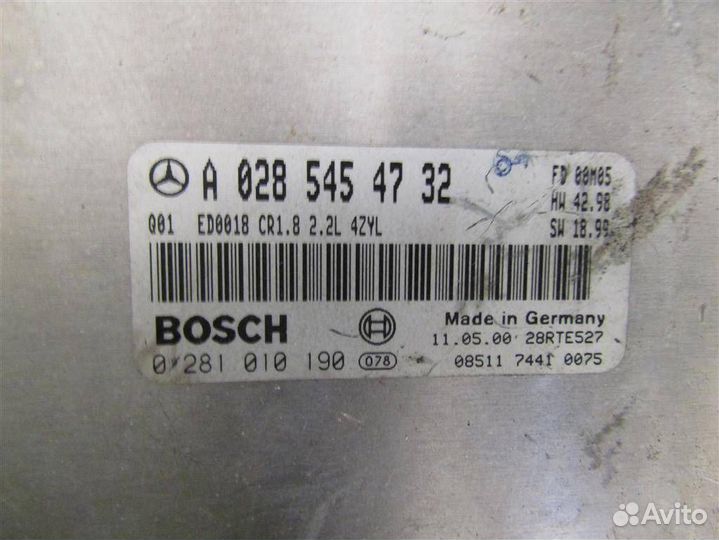 A 028 545 47 32
FD 00M05
HW 42.98
Q01 ED0018 CR1.8 2.2L 4ZYL
SW 18.99
BOSCH
Made in Germany
11.05.00 28RTE527
0 281 010 190 078
08511 7441 0075
Avito